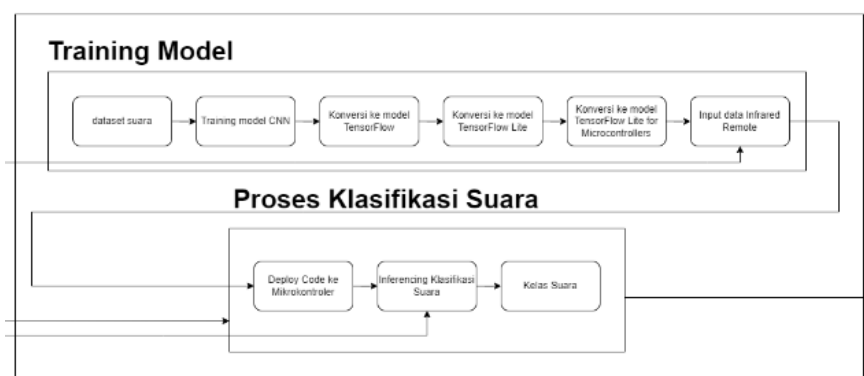 Training Model
dataset suara
Training model CNN
Konversi ke model
TensorFlow
Konversi ke model
TensorFlow Lite
Konversi ke model
TensorFlow Lite for
Microcontrollers
Input data Infrared
Remote
Proses Klasifikasi Suara
Deploy Code ke
Mikrokontroler
Inferencing Klasifikasi
Suara
Kelas Suara